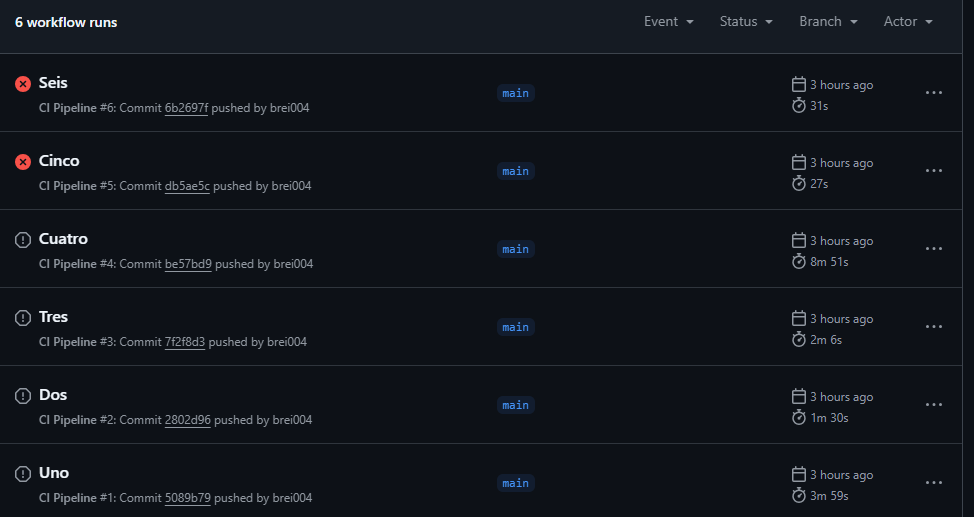 6 workflow runs
Event Status Branch Actor
Seis
CI Pipeline #6: Commit 6b2697f pushed by brei004
main
3 hours ago
31s
Cinco
CI Pipeline #5: Commit db5ae5c pushed by brei004
main
3 hours ago
27s
Cuatro
CI Pipeline #4: Commit be57bd9 pushed by brei004
main
3 hours ago
8m 51s
Tres
CI Pipeline #3: Commit 7f2f8d3 pushed by brei004
main
3 hours ago
2m 6s
Dos
CI Pipeline #2: Commit 2802d96 pushed by brei004
main
3 hours ago
1m 30s
Uno
CI Pipeline #1: Commit 5089b79 pushed by brei004
main
3 hours ago
3m 59s